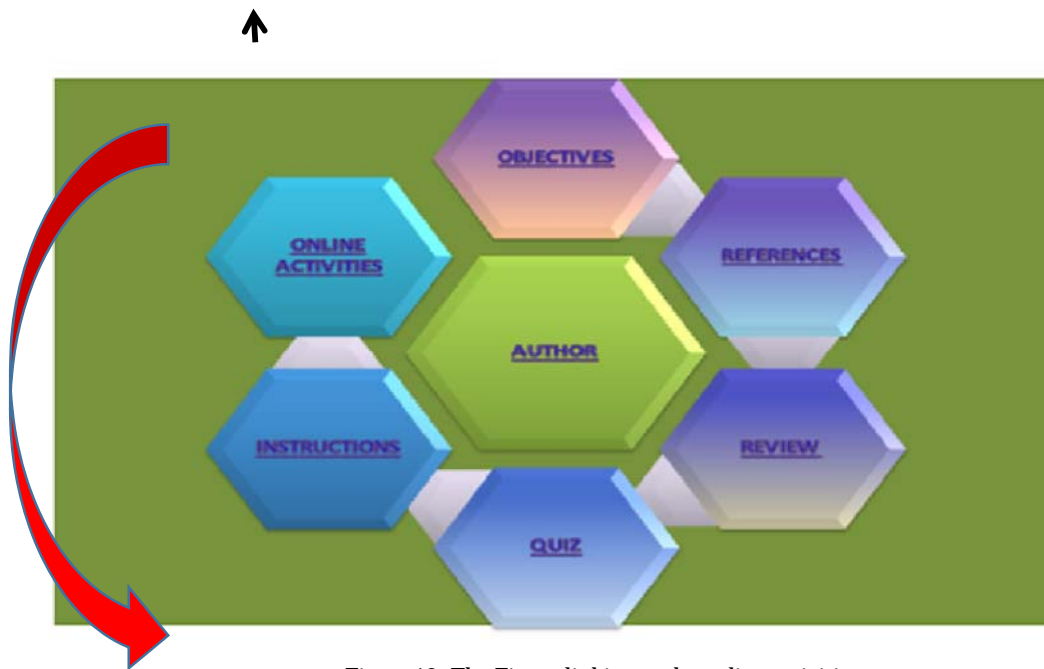 OBJECTIVES
ONLINE
ACTIVITIES
REFERENCES
AUTHOR
INSTRUCTIONS
REVIEW
QUIZ